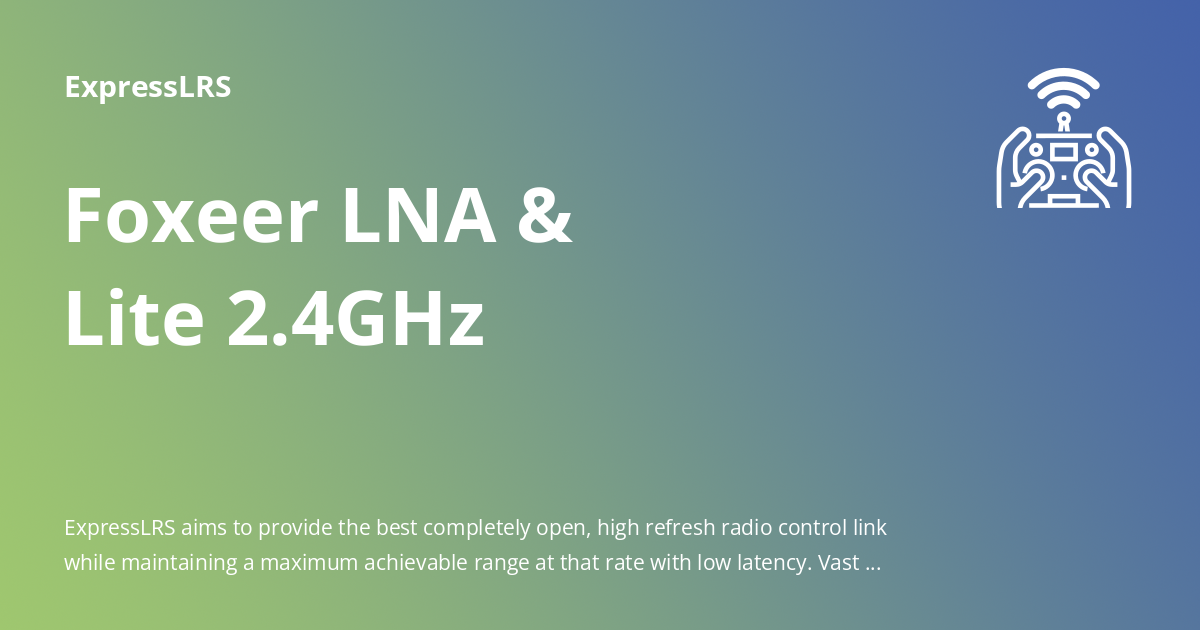 ExpressLRS
Foxeer LNA &
Lite 2.4GHz
ExpressLRS aims to provide the best completely open, high refresh radio control link
while maintaining a maximum achievable range at that rate with low latency. Vast ...